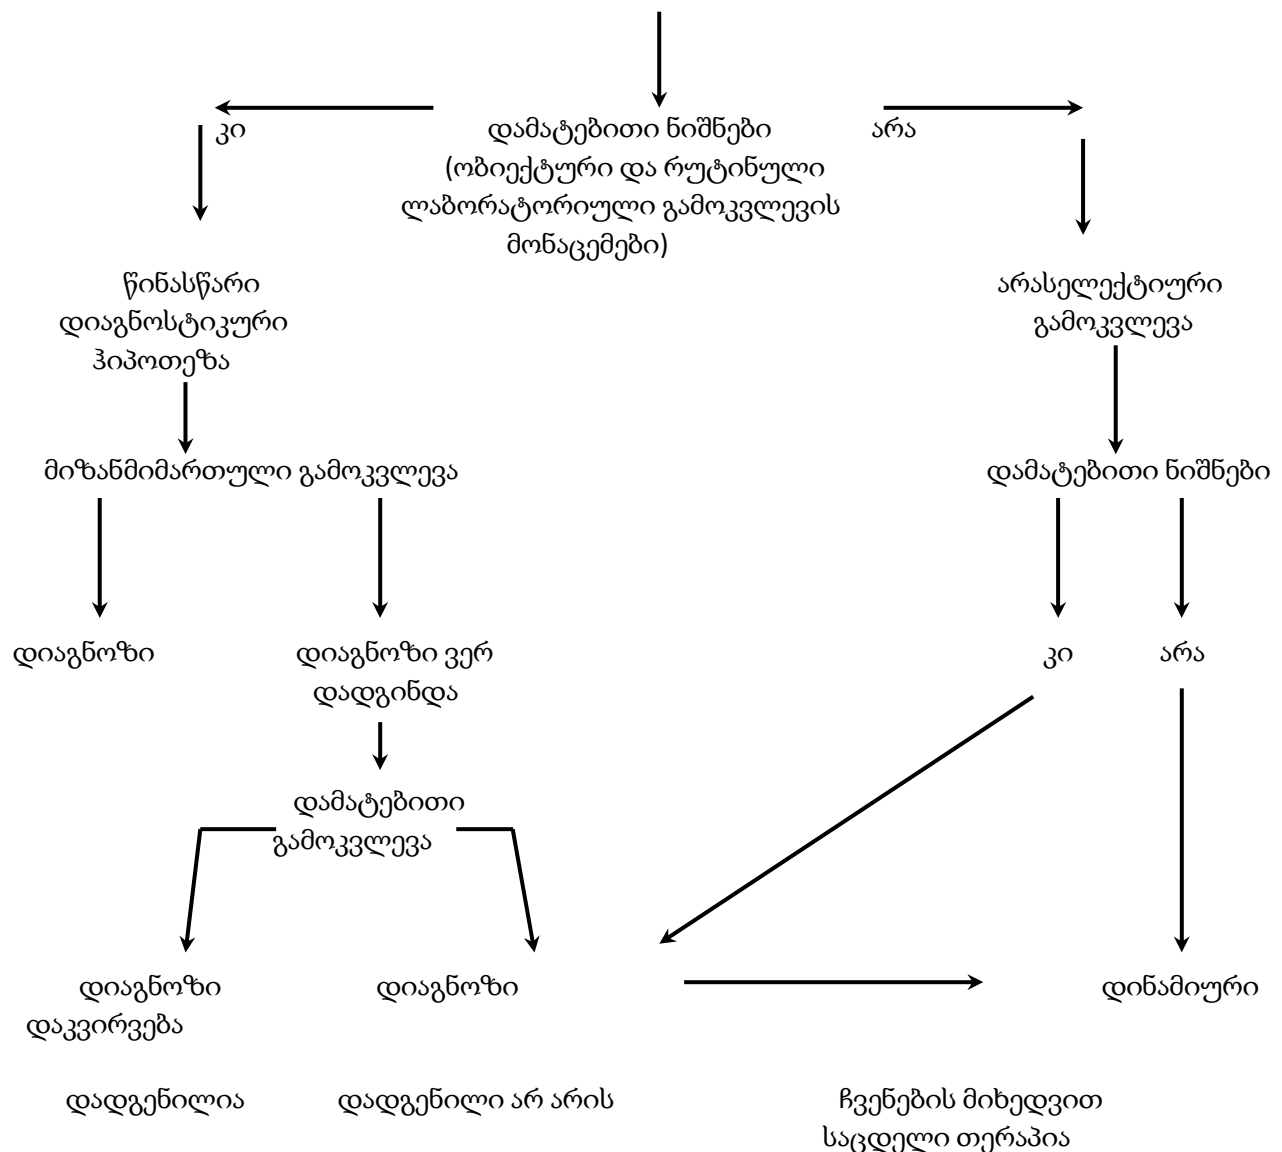 კი
დამატებითი ნიშნები
არა
(ობიექტური და რუტინული
ლაბორატორიული გამოკვლევის
მონაცემები)
წინასწარი
დიაგნოსტიკური
ჰიპოთეზა
არასელექტიური
გამოკვლევა
მიზანმიმართული გამოკვლევა
დამატებითი ნიშნები
დიაგნოზი
დიაგნოზი ვერ
დადგინდა
კი
არა
დამატებითი
გამოკვლევა
დიაგნოზი
დიაგნოზი
დინამიური
დაკვირვება
დადგენილია
დადგენილი არ არის
ჩვენების მიხედვით
საცდელი თერაპია